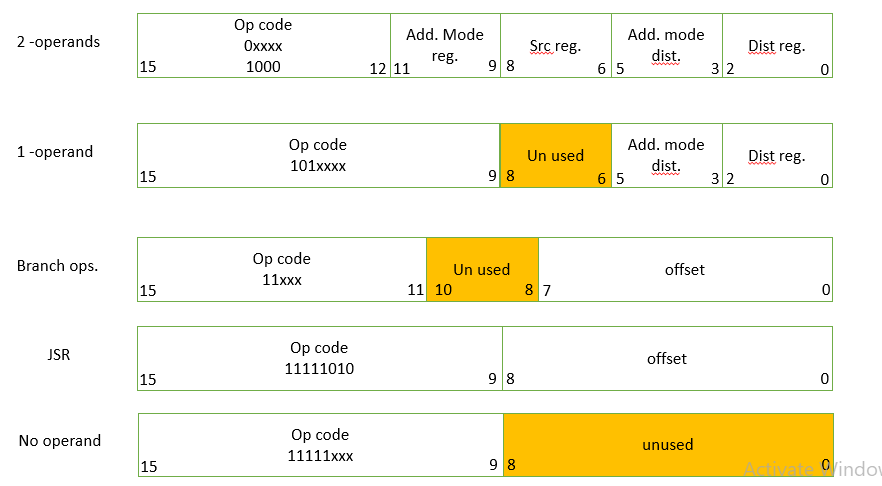 2 -operands
Op code
0xxxx
1000
15
12
Add. Mode
reg.
11
9
Src reg.
8
6
Add. mode
dist.
5
3
Dist reg.
2
0
1 -operand
Op code
101xxxx
15
9
Un used
8
6
Add. mode
dist.
5
3
Dist reg.
2
0
Branch ops.
Op code
11xxx
15
11
Un used
10
8
offset
7
0
JSR
Op code
11111010
15
9
offset
8
0
No operand
Op code
11111xxx
15
9
unused
8
0
Activate Window